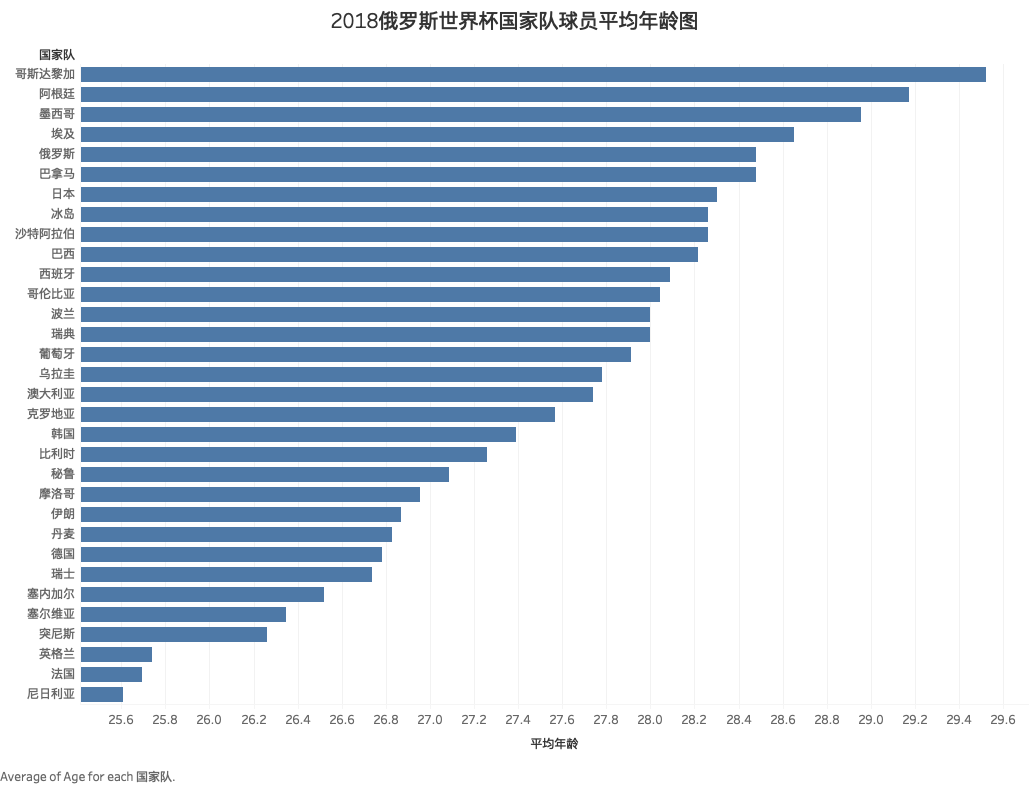 2018俄罗斯世界杯国家队球员平均年龄图
国家队
哥斯达黎加
阿根廷
墨西哥
埃及
俄罗斯
巴拿马
日本
冰岛
沙特阿拉伯
巴西
西班牙
哥伦比亚
波兰
瑞典
葡萄牙
乌拉圭
澳大利亚
克罗地亚
韩国
比利时
秘鲁
摩洛哥
伊朗
丹麦
德国
瑞士
塞内加尔
塞尔维亚
突尼斯
英格兰
法国
尼日利亚
25.6 25.8 26.0 26.2 26.4 26.6 26.8 27.0 27.2 27.4 27.6 27.8 28.0 28.2 28.4 28.6 28.8 29.0 29.2 29.4 29.6
平均年龄
Average of Age for each 国家队.